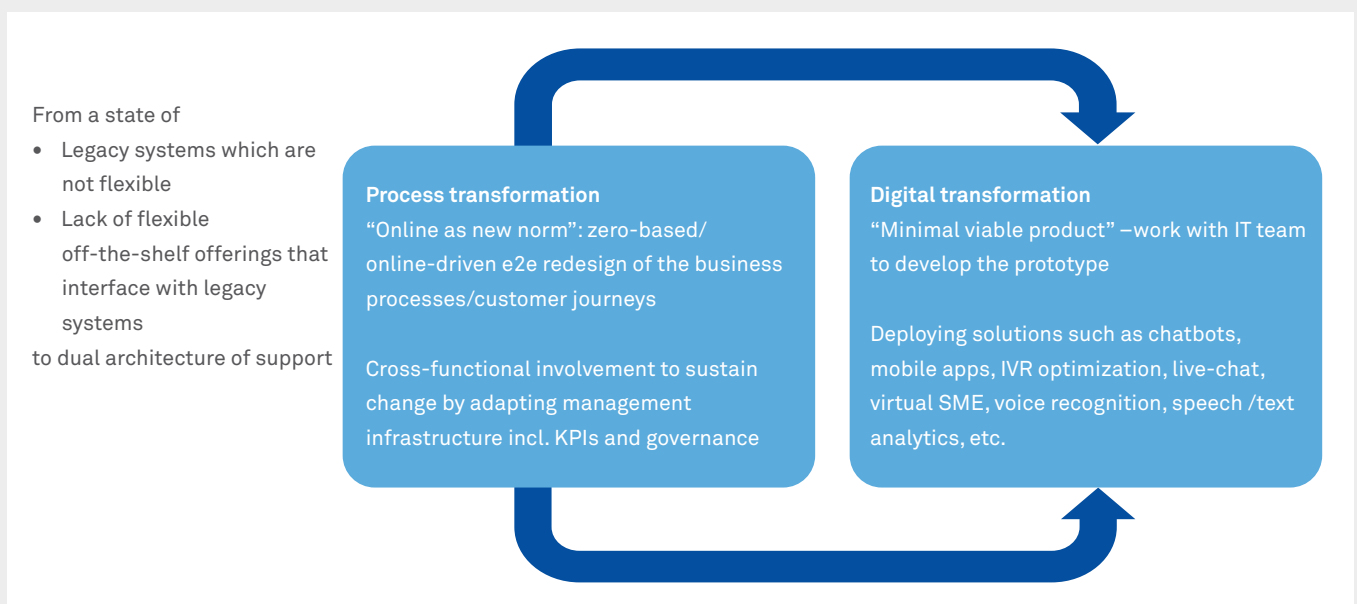 From a state of
• Legacy systems which are
not flexible
• Lack of flexible
off-the-shelf offerings that
interface with legacy
systems
to dual architecture of support
Process transformation
“Online as new norm”: zero-based/
online-driven e2e redesign of the business
processes/customer journeys
Cross-functional involvement to sustain
change by adapting management
infrastructure incl. KPIs and governance
Digital transformation
“Minimal viable product” –work with IT team
to develop the prototype
Deploying solutions such as chatbots,
mobile apps, IVR optimization, live-chat,
virtual SME, voice recognition, speech /text
analytics, etc.